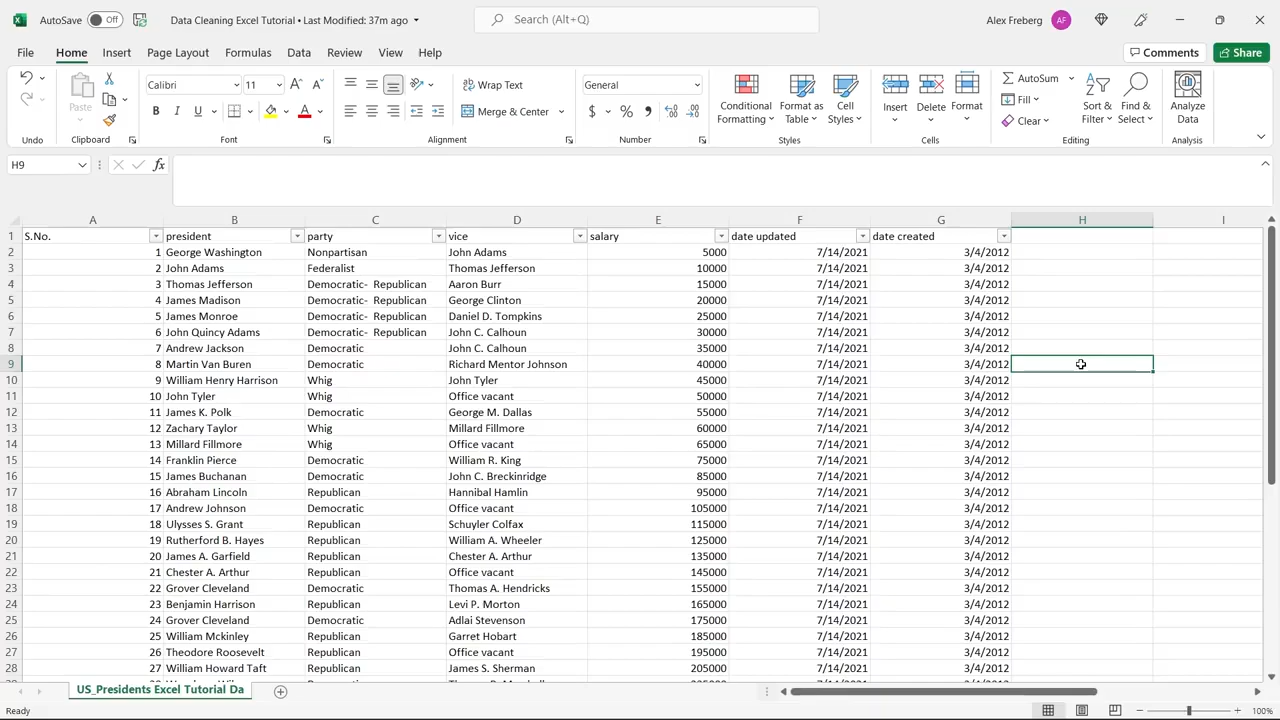 AutoSave Off Data Cleaning Excel Tutorial • Last Modified: 37m ago Search (Alt+Q) Alex Freberg AF
File Home Insert Page Layout Formulas Data Review View Help Comments Share
Calibri 11 Wrap Text General AutoSum
Paste Merge & Center Conditional Formatting Format as Table Cell Styles Insert Delete Format Fill Clear Sort & Filter Find & Select Analyze Data
Undo Clipboard Font Alignment Number Styles Cells Editing Analysis
H9 fx
A B C D E F G H I
1 S.No. president party vice salary date updated date created
2 1 George Washington Nonpartisan John Adams 5000 7/14/2021 3/4/2012
3 2 John Adams Federalist Thomas Jefferson 10000 7/14/2021 3/4/2012
4 3 Thomas Jefferson Democratic-  Republican Aaron Burr 15000 7/14/2021 3/4/2012
5 4 James Madison Democratic-  Republican George Clinton 20000 7/14/2021 3/4/2012
6 5 James Monroe Democratic-  Republican Daniel D. Tompkins 25000 7/14/2021 3/4/2012
7 6 John Quincy Adams Democratic-  Republican John C. Calhoun 30000 7/14/2021 3/4/2012
8 7 Andrew Jackson Democratic John C. Calhoun 35000 7/14/2021 3/4/2012
9 8 Martin Van Buren Democratic Richard Mentor Johnson 40000 7/14/2021 3/4/2012
10 9 William Henry Harrison Whig John Tyler 45000 7/14/2021 3/4/2012
11 10 John Tyler Whig Office vacant 50000 7/14/2021 3/4/2012
12 11 James K. Polk Democratic George M. Dallas 55000 7/14/2021 3/4/2012
13 12 Zachary Taylor Whig Millard Fillmore 60000 7/14/2021 3/4/2012
14 13 Millard Fillmore Whig Office vacant 65000 7/14/2021 3/4/2012
15 14 Franklin Pierce Democratic William R. King 75000 7/14/2021 3/4/2012
16 15 James Buchanan Democratic John C. Breckinridge 85000 7/14/2021 3/4/2012
17 16 Abraham Lincoln Republican Hannibal Hamlin 95000 7/14/2021 3/4/2012
18 17 Andrew Johnson Democratic Office vacant 105000 7/14/2021 3/4/2012
19 18 Ulysses S. Grant Republican Schuyler Colfax 115000 7/14/2021 3/4/2012
20 19 Rutherford B. Hayes Republican William A. Wheeler 125000 7/14/2021 3/4/2012
21 20 James A. Garfield Republican Chester A. Arthur 135000 7/14/2021 3/4/2012
22 21 Chester A. Arthur Republican Office vacant 145000 7/14/2021 3/4/2012
23 22 Grover Cleveland Democratic Thomas A. Hendricks 155000 7/14/2021 3/4/2012
24 23 Benjamin Harrison Republican Levi P. Morton 165000 7/14/2021 3/4/2012
25 24 Grover Cleveland Democratic Adlai Stevenson 175000 7/14/2021 3/4/2012
26 25 William Mckinley Republican Garret Hobart 185000 7/14/2021 3/4/2012
27 26 Theodore Roosevelt Republican Office vacant 195000 7/14/2021 3/4/2012
28 27 William Howard Taft Republican James S. Sherman 205000 7/14/2021 3/4/2012
US_Presidents Excel Tutorial Da
Ready 100%